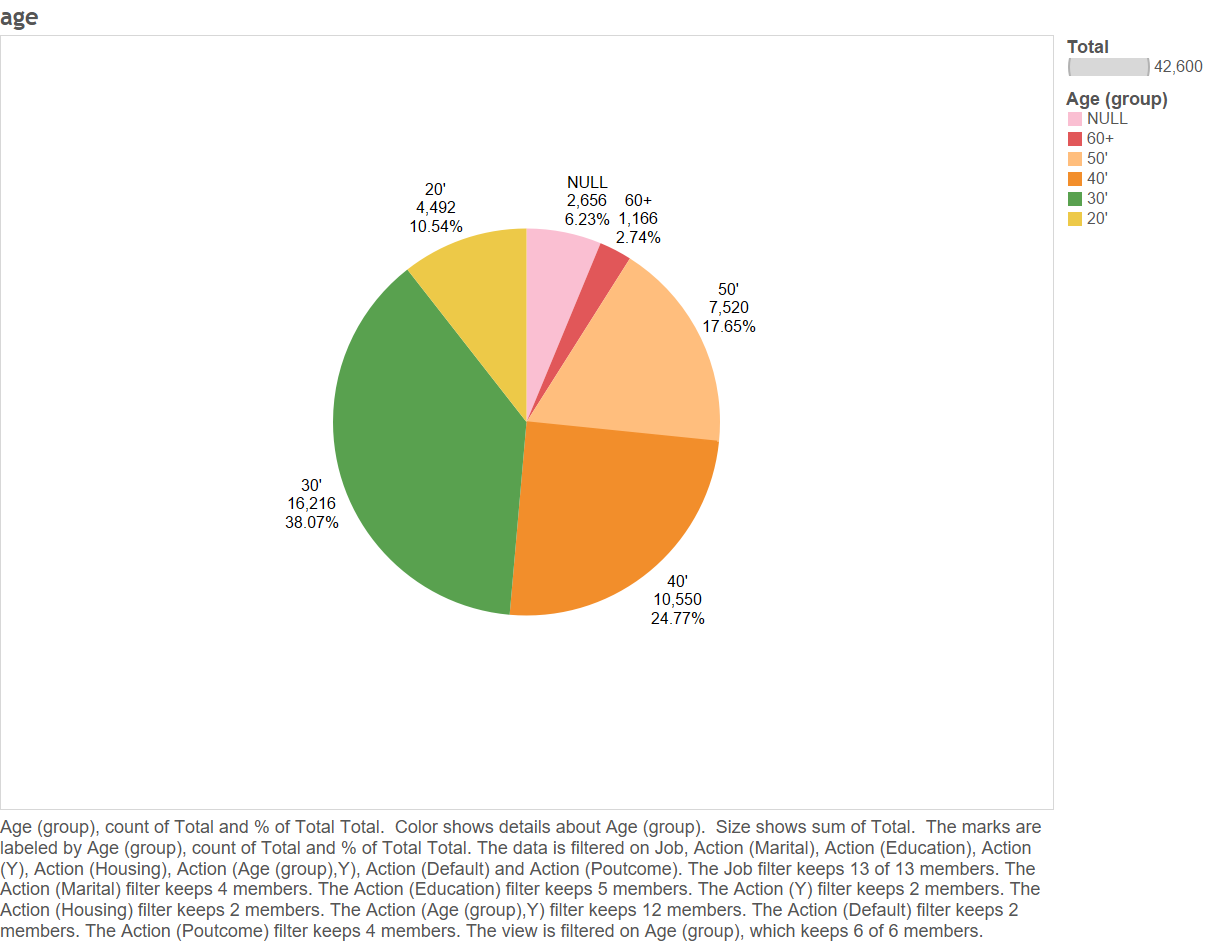 age
Total
42,600
Age (group)
NULL
60+
50'
40'
30'
20'
20'
4,492
10.54%
NULL
2,656
6.23%
60+
1,166
2.74%
50'
7,520
17.65%
30'
16,216
38.07%
40'
10,550
24.77%
Age (group), count of Total and % of Total Total.  Color shows details about Age (group).  Size shows sum of Total.  The marks are
labeled by Age (group), count of Total and % of Total Total. The data is filtered on Job, Action (Marital), Action (Education), Action
(Y), Action (Housing), Action (Age (group),Y), Action (Default) and Action (Poutcome). The Job filter keeps 13 of 13 members. The
Action (Marital) filter keeps 4 members. The Action (Education) filter keeps 5 members. The Action (Y) filter keeps 2 members. The
Action (Housing) filter keeps 2 members. The Action (Age (group),Y) filter keeps 12 members. The Action (Default) filter keeps 2
members. The Action (Poutcome) filter keeps 4 members. The view is filtered on Age (group), which keeps 6 of 6 members.